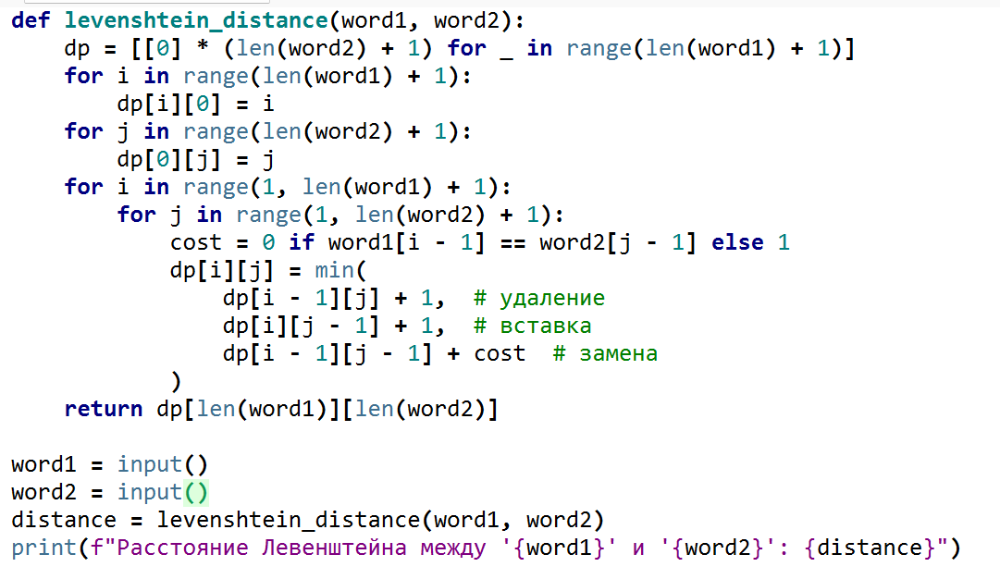 def levenshtein_distance(word1, word2):
    dp = [[0] * (len(word2) + 1) for _ in range(len(word1) + 1)]
    for i in range(len(word1) + 1):
        dp[i][0] = i
    for j in range(len(word2) + 1):
        dp[0][j] = j
    for i in range(1, len(word1) + 1):
        for j in range(1, len(word2) + 1):
            cost = 0 if word1[i - 1] == word2[j - 1] else 1
            dp[i][j] = min(
                dp[i - 1][j] + 1,  # удаление
                dp[i][j - 1] + 1,  # вставка
                dp[i - 1][j - 1] + cost  # замена
            )
    return dp[len(word1)][len(word2)]

word1 = input()
word2 = input()
distance = levenshtein_distance(word1, word2)
print(f"Расстояние Левенштейна между '{word1}' и '{word2}': {distance}")